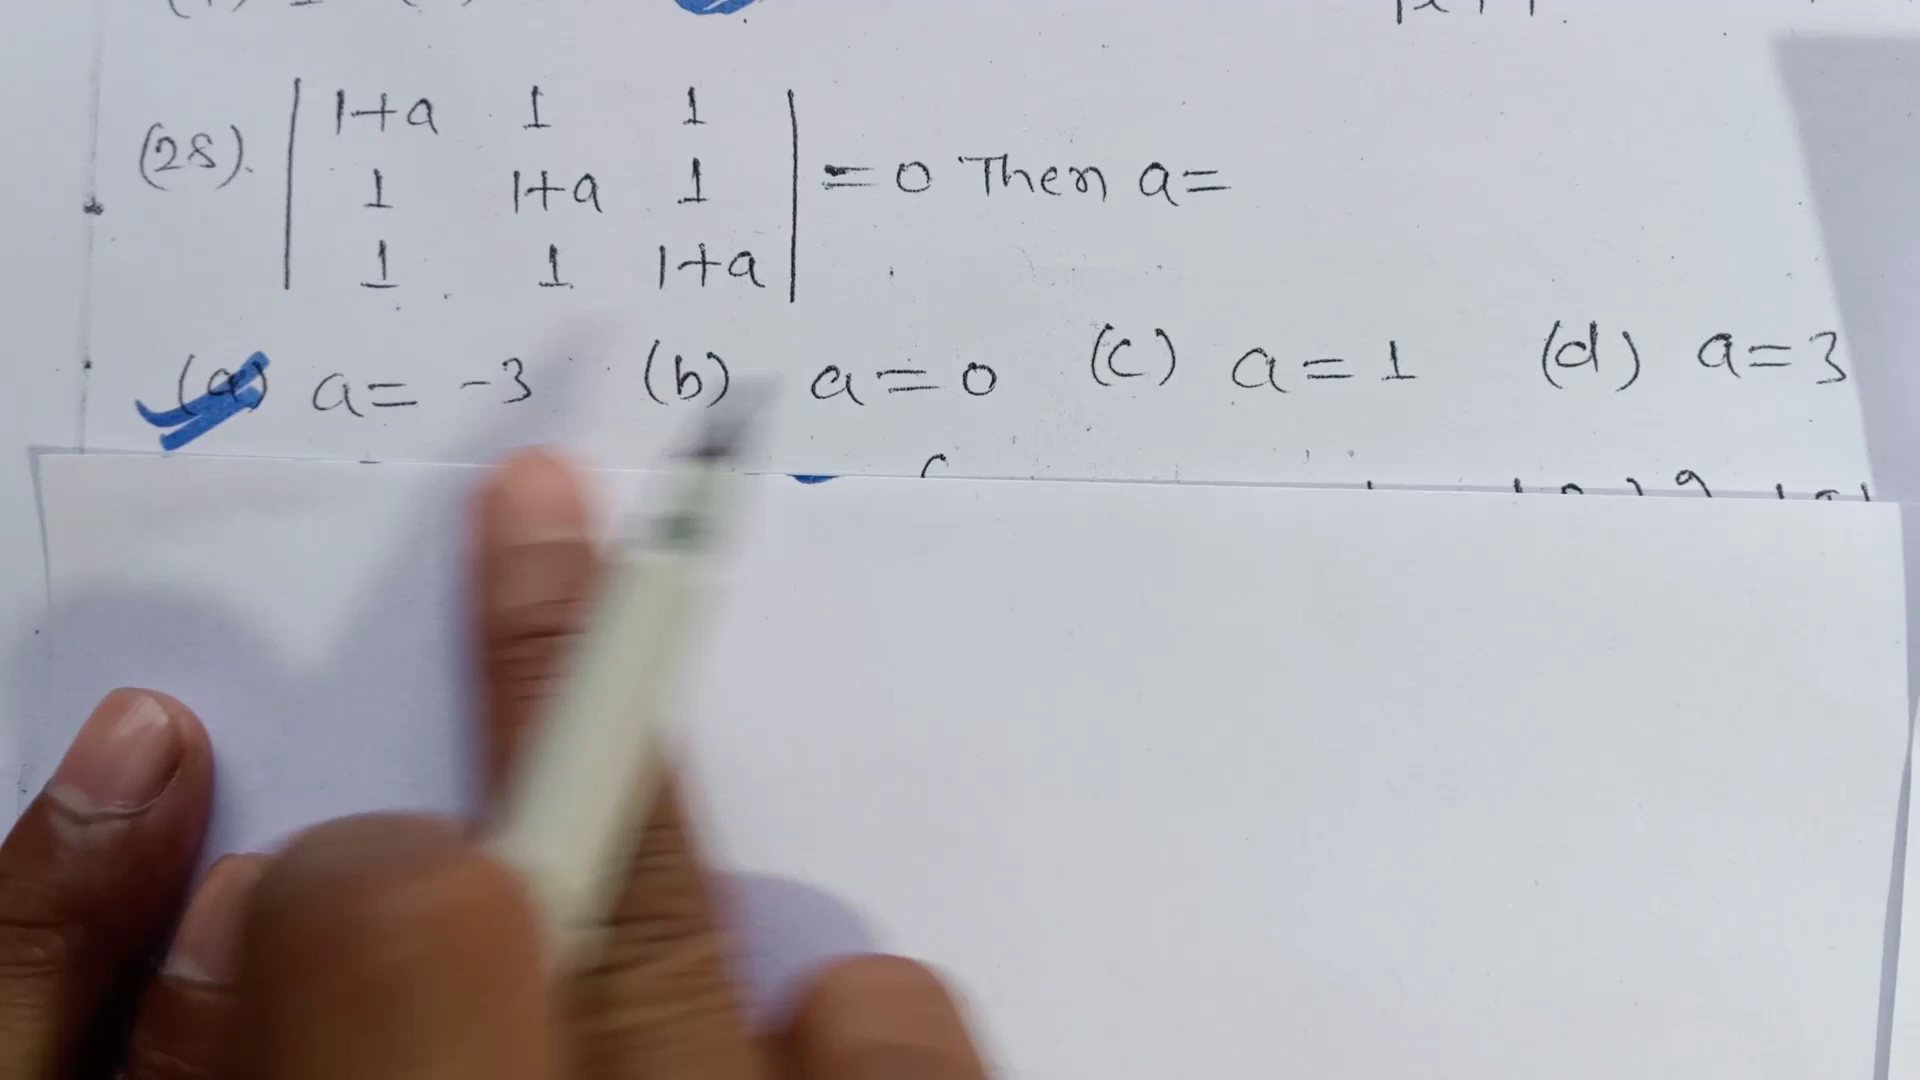 (28). | 1+a 1 1 |
| 1 1+a 1 | = 0 Then a=
| 1 1 1+a |
(a) a= -3 (b) a=0 (c) a=1 (d) a=3